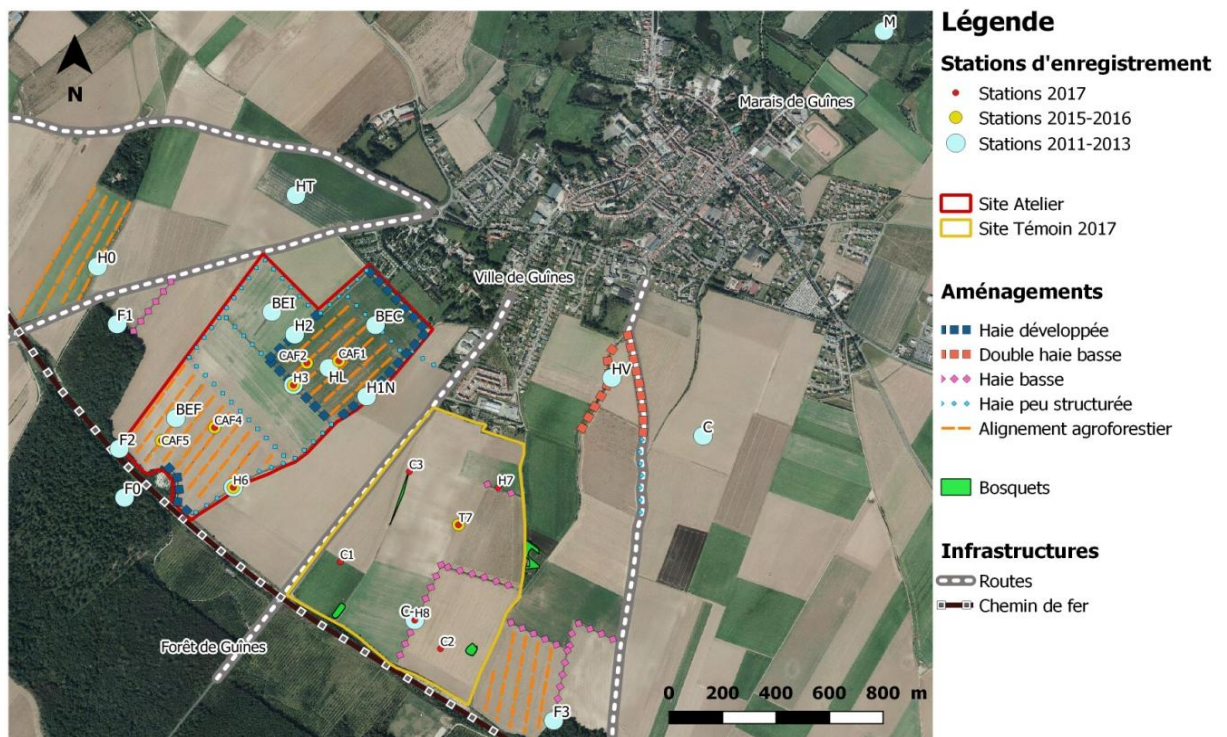 M
Marais de Guînes
HT
H0
Ville de Guînes
F1
BEI
H2
BEC
CAF2
CAF1
HL
H3
H1N
HV
BEF
CAF4
CAF5
C
F2
C3
H6
H7
F0
T7
C1
C-H8
C2
Forêt de Guînes
F3
N
0 200 400 600 800 m
Légende
Stations d'enregistrement
Stations 2017
Stations 2015-2016
Stations 2011-2013
Site Atelier
Site Témoin 2017
Aménagements
Haie développée
Double haie basse
Haie basse
Haie peu structurée
Alignement agroforestier
Bosquets
Infrastructures
Routes
Chemin de fer